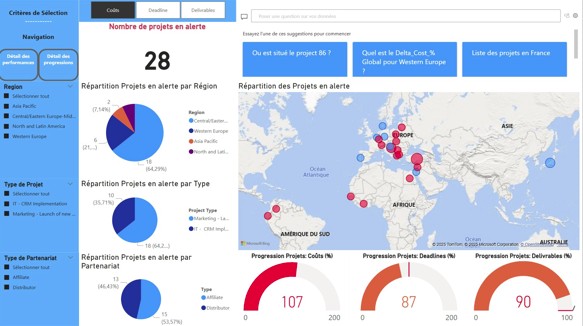 Critères de Sélection
Navigation
Détail des performances
Détail des progressions
Region
Sélectionner tout
Asia Pacific
Central/Eastern Europe-Mid...
North and Latin America
Western Europe
Type de Projet
Sélectionner tout
IT - CRM Implementation
Marketing - Launch of new ...
Type de Partenariat
Sélectionner tout
Affiliate
Distributor
Coûts
Deadline
Delivrables
Nombre de projets en alerte
28
Répartition Projets en alerte par Région
2
(7,14%)
6
(21,...)
18
(64,29%)
Region
Central/Easter...
Western Europe
Asia Pacific
North and Lati...
Répartition Projets en alerte par Type
10
(35,71%)
18 (64,2...)
Project Type
Marketing - La...
IT - CRM Impl...
Répartition Projets en alerte par
Partenariat
13
(46,43%)
15
(53,57%)
Type
Affiliate
Distributor
Posez vos question sur nos données
Essayez l'une de ces suggestions pour commencer
Ou est situé le project 86 ?
Quel est le Delta_Cost_%
Global pour Western Europe
?
Liste des projets en France
Répartition des Projets en alerte
EUROPE
ASIE
Océan
Atlantique
AFRIQUE
AMÉRIQUE DU SUD
AUSTRALIE
Microsoft Bing
© 2023 TomTom, © 2023 Microsoft Corporation, © OpenStreetMap
Progression Projets: Coûts (%)
107
0
200
Progression Projets: Deadlines (%)
87
0
200
Progression Projets: Delivrables (%)
90
0
100